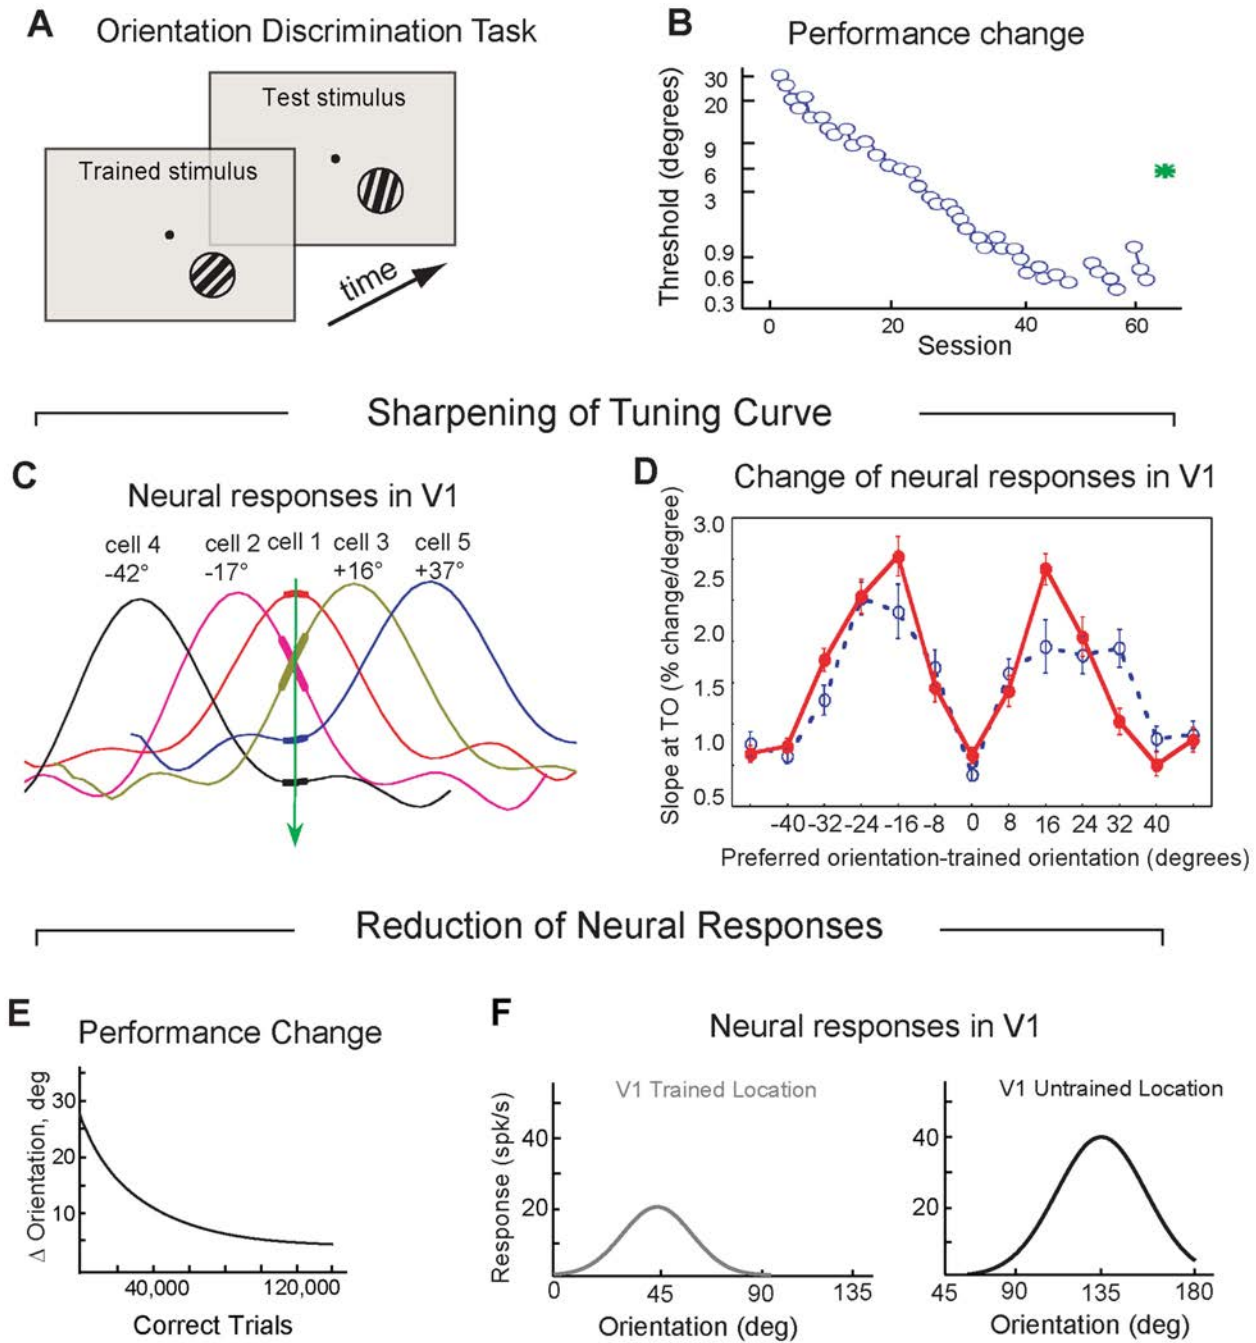 A
Orientation Discrimination Task
Test stimulus
Trained stimulus
time
B
Performance change
Threshold (degrees)
30
20
9
6
3
0.9
0.6
0.3
0 20 40 60
Session
Sharpening of Tuning Curve
C
Neural responses in V1
cell 4 cell 2 cell 1 cell 3 cell 5
-42° -17° +16° +37°
D
Change of neural responses in V1
Slope at TO (% change/degree)
3.0
2.5
2.0
1.5
1.0
0.5
-40 -32 -24 -16 -8 0 8 16 24 32 40
Preferred orientation-trained orientation (degrees)
Reduction of Neural Responses
E
Performance Change
Δ Orientation, deg
30
20
10
40,000 120,000
Correct Trials
F
Neural responses in V1
V1 Trained Location
Response (spk/s)
40
20
0 45 90 135
Orientation (deg)
V1 Untrained Location
40
20
45 90 135 180
Orientation (deg)